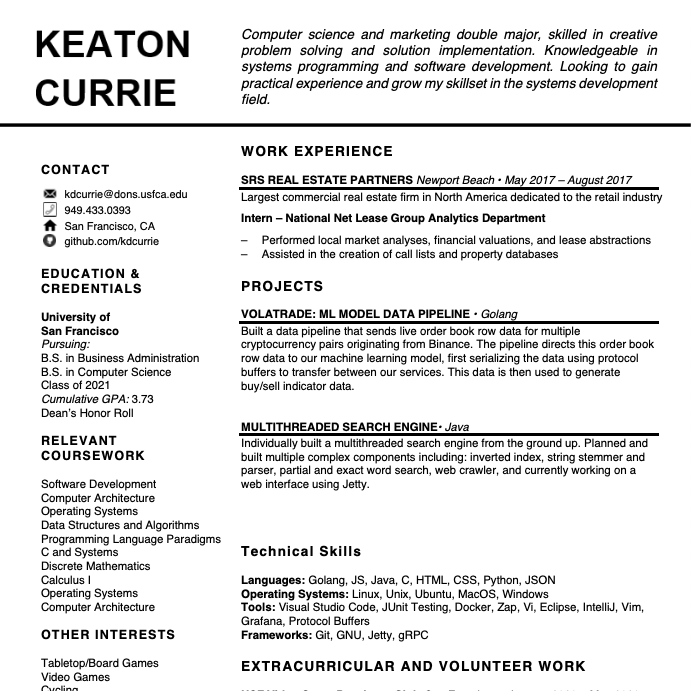 KEATON
CURRIE
Computer science and marketing double major, skilled in creative
problem solving and solution implementation. Knowledgeable in
systems programming and software development. Looking to gain
practical experience and grow my skillset in the systems development
field.
CONTACT
kdcurrie@dons.usfca.edu
949.433.0393
San Francisco, CA
github.com/kdcurrie
EDUCATION &
CREDENTIALS
University of
San Francisco
Pursuing:
B.S. in Business Administration
B.S. in Computer Science
Class of 2021
Cumulative GPA: 3.73
Dean's Honor Roll
RELEVANT
COURSEWORK
Software Development
Computer Architecture
Operating Systems
Data Structures and Algorithms
Programming Language Paradigms
C and Systems
Discrete Mathematics
Calculus I
Operating Systems
Computer Architecture
OTHER INTERESTS
Tabletop/Board Games
Video Games
Cycling
WORK EXPERIENCE
SRS REAL ESTATE PARTNERS Newport Beach • May 2017 – August 2017
Largest commercial real estate firm in North America dedicated to the retail industry
Intern – National Net Lease Group Analytics Department
– Performed local market analyses, financial valuations, and lease abstractions
– Assisted in the creation of call lists and property databases
PROJECTS
VOLATRADE: ML MODEL DATA PIPELINE • Golang
Built a data pipeline that sends live order book row data for multiple
cryptocurrency pairs originating from Binance. The pipeline directs this order book
row data to our machine learning model, first serializing the data using protocol
buffers to transfer between our services. This data is then used to generate
buy/sell indicator data.
MULTITHREADED SEARCH ENGINE• Java
Individually built a multithreaded search engine from the ground up. Planned and
built multiple complex components including: inverted index, string stemmer and
parser, partial and exact word search, web crawler, and currently working on a
web interface using Jetty.
Technical Skills
Languages: Golang, JS, Java, C, HTML, CSS, Python, JSON
Operating Systems: Linux, Unix, Ubuntu, MacOS, Windows
Tools: Visual Studio Code, JUnit Testing, Docker, Zap, Vi, Eclipse, IntelliJ, Vim,
Grafana, Protocol Buffers
Frameworks: Git, GNU, Jetty, gRPC
EXTRACURRICULAR AND VOLUNTEER WORK